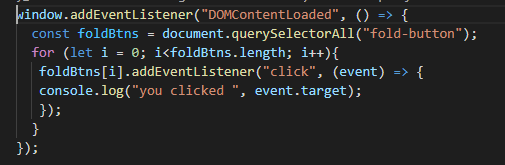 window.addEventListener("DOMContentLoaded", () => {
  const foldBtns = document.querySelectorAll("fold-button");
  for (let i = 0; i<foldBtns.length; i++){
   foldBtns[i].addEventListener("click", (event) => {
   console.log("you clicked ", event.target);
   });
  }
});